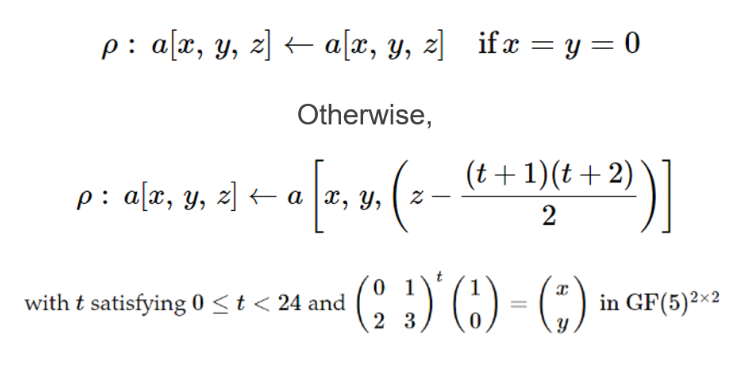 ρ : a[x, y, z] ← a[x, y, z] if x = y = 0
Otherwise,
ρ : a[x, y, z] ← a [x, y, (z − (t + 1)(t + 2) / 2)]
with t satisfying 0 ≤ t < 24 and (0 1 ; 2 3)^t (1 ; 0) = (x ; y) in GF(5)^2×2